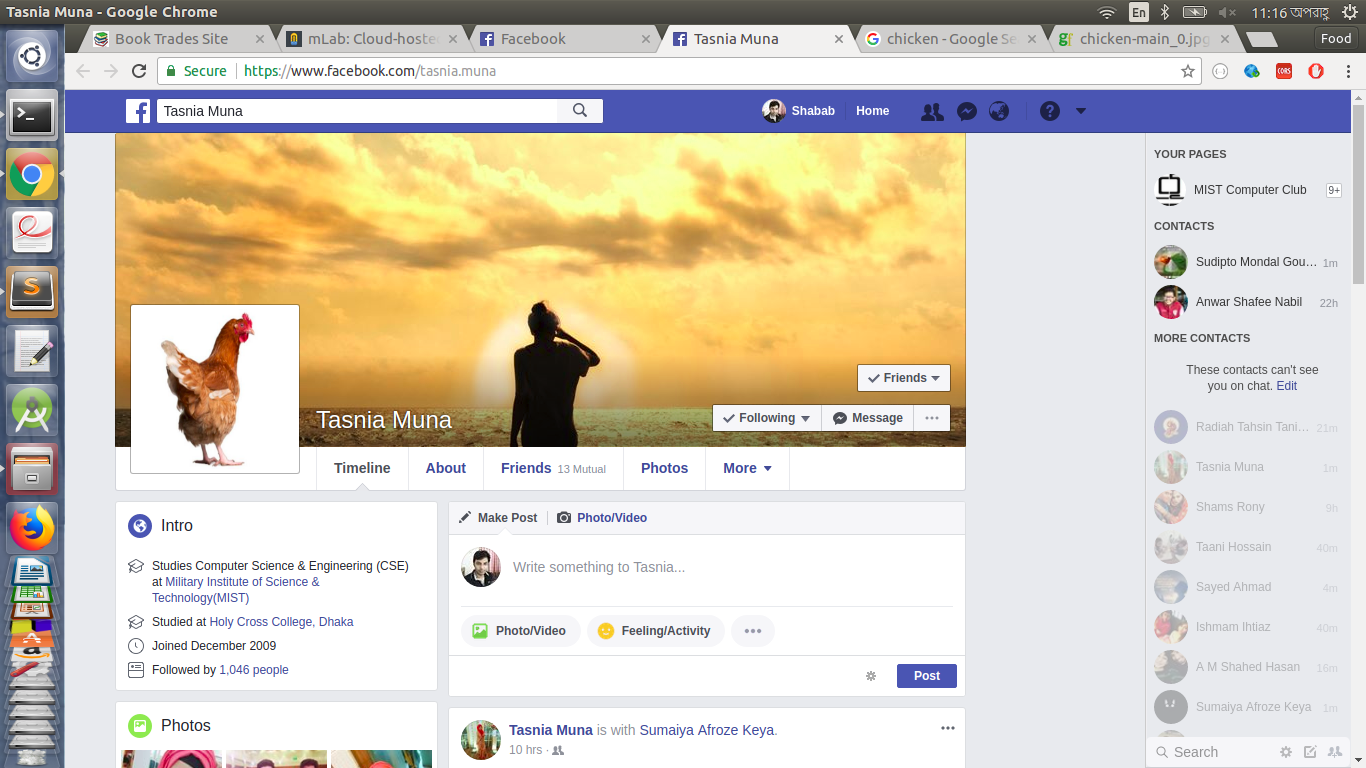 Tasnia Muna - Google Chrome
En
11:16 অপরাহ্ণ
Book Trades Site
mLab: Cloud-hoste
Facebook
Tasnia Muna
chicken - Google Se
chicken-main_0.jpg
Food
Secure
https://www.facebook.com/tasnia.muna
CORS
Tasnia Muna
Shabab
Home
Tasnia Muna
Friends
Following
Message
Timeline
About
Friends 13 Mutual
Photos
More
Intro
Studies Computer Science & Engineering (CSE)
at Military Institute of Science &
Technology(MIST)
Studied at Holy Cross College, Dhaka
Joined December 2009
Followed by 1,046 people
Photos
Make Post
Photo/Video
Write something to Tasnia...
Photo/Video
Feeling/Activity
Post
Tasnia Muna is with Sumaiya Afroze Keya.
10 hrs ·
YOUR PAGES
MIST Computer Club 9+
CONTACTS
Sudipto Mondal Gou... 1m
Anwar Shafee Nabil 22h
MORE CONTACTS
These contacts can't see
you on chat. Edit
Radiah Tahsin Tani... 21m
Tasnia Muna 1m
Shams Rony 9h
Taani Hossain 40m
Sayed Ahmad 4m
Ishmam Ihtiaz 40m
A M Shahed Hasan 16m
Sumaiya Afroze Keya 1m
Search